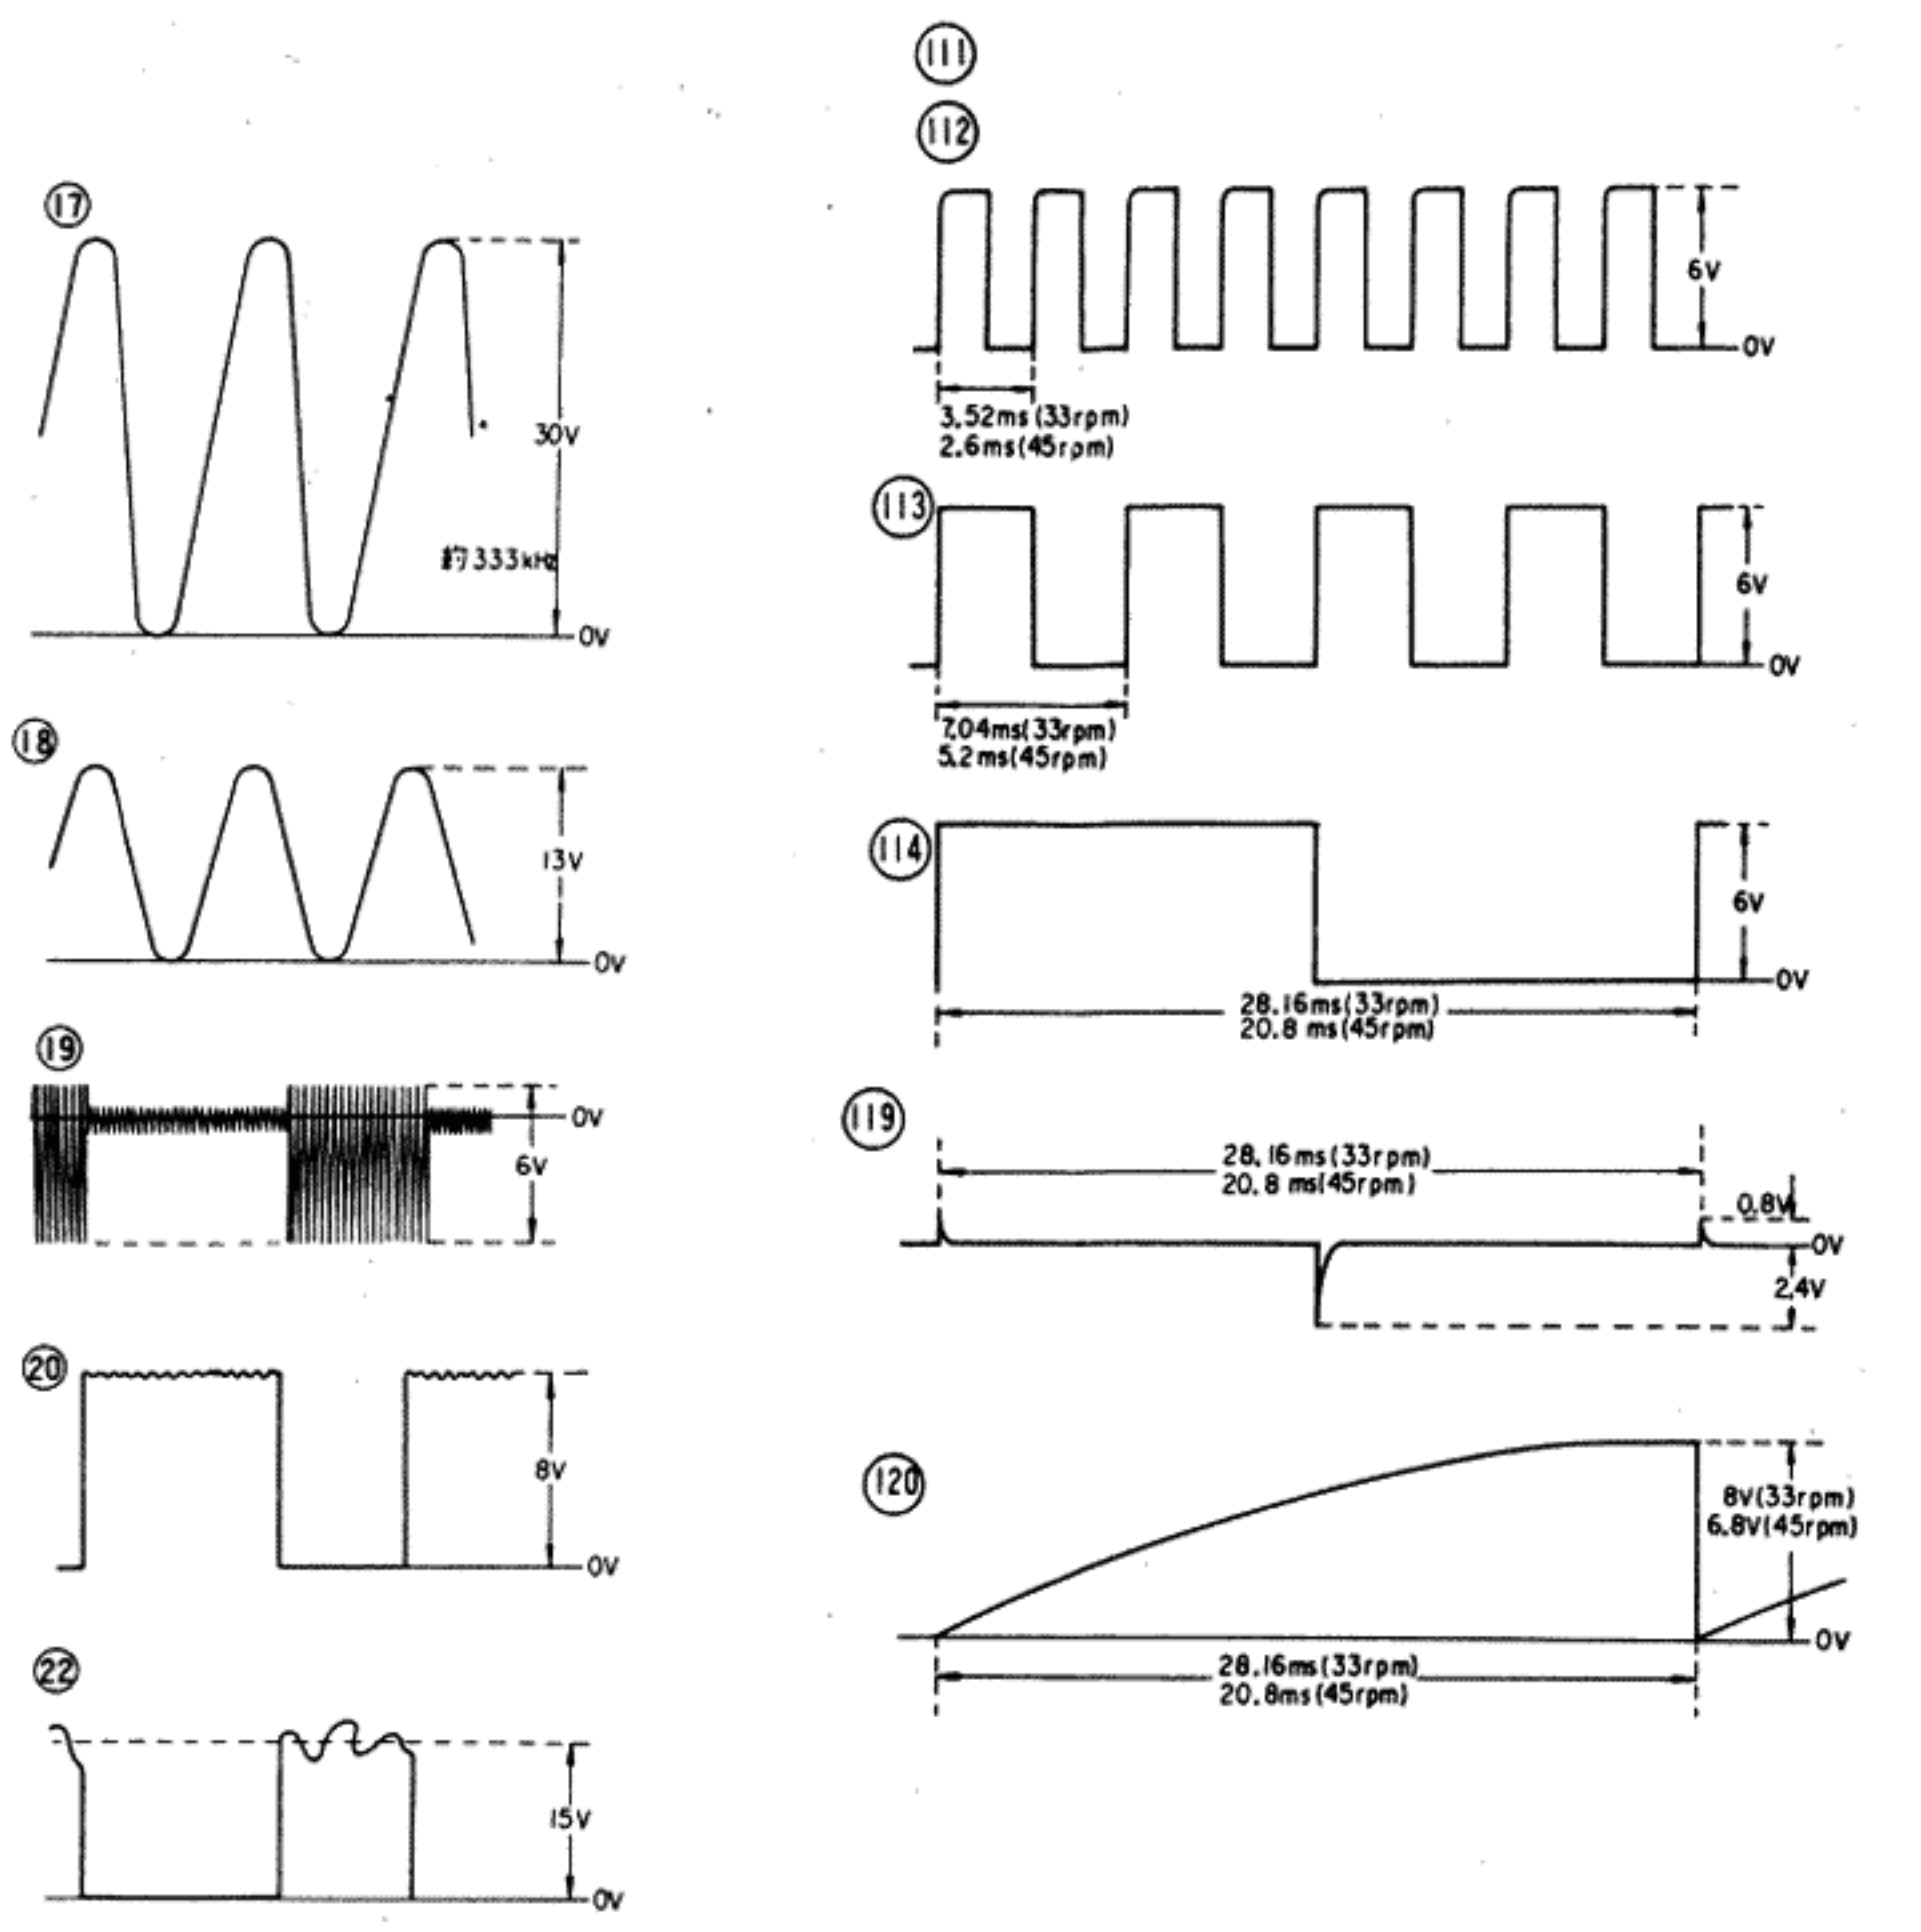 17
30V
約333kHz
0V
18
13V
0V
19
0V
6V
20
8V
0V
22
15V
0V
111
112
6V
0V
3.52ms(33rpm)
2.6ms(45rpm)
113
6V
0V
7.04ms(33rpm)
5.2ms(45rpm)
114
6V
0V
28.16ms(33rpm)
20.8 ms(45rpm)
119
28.16ms(33rpm)
20.8 ms(45rpm)
0.8V
0V
2.4V
120
8V(33rpm)
6.8V(45rpm)
0V
28.16ms(33rpm)
20.8ms(45rpm)